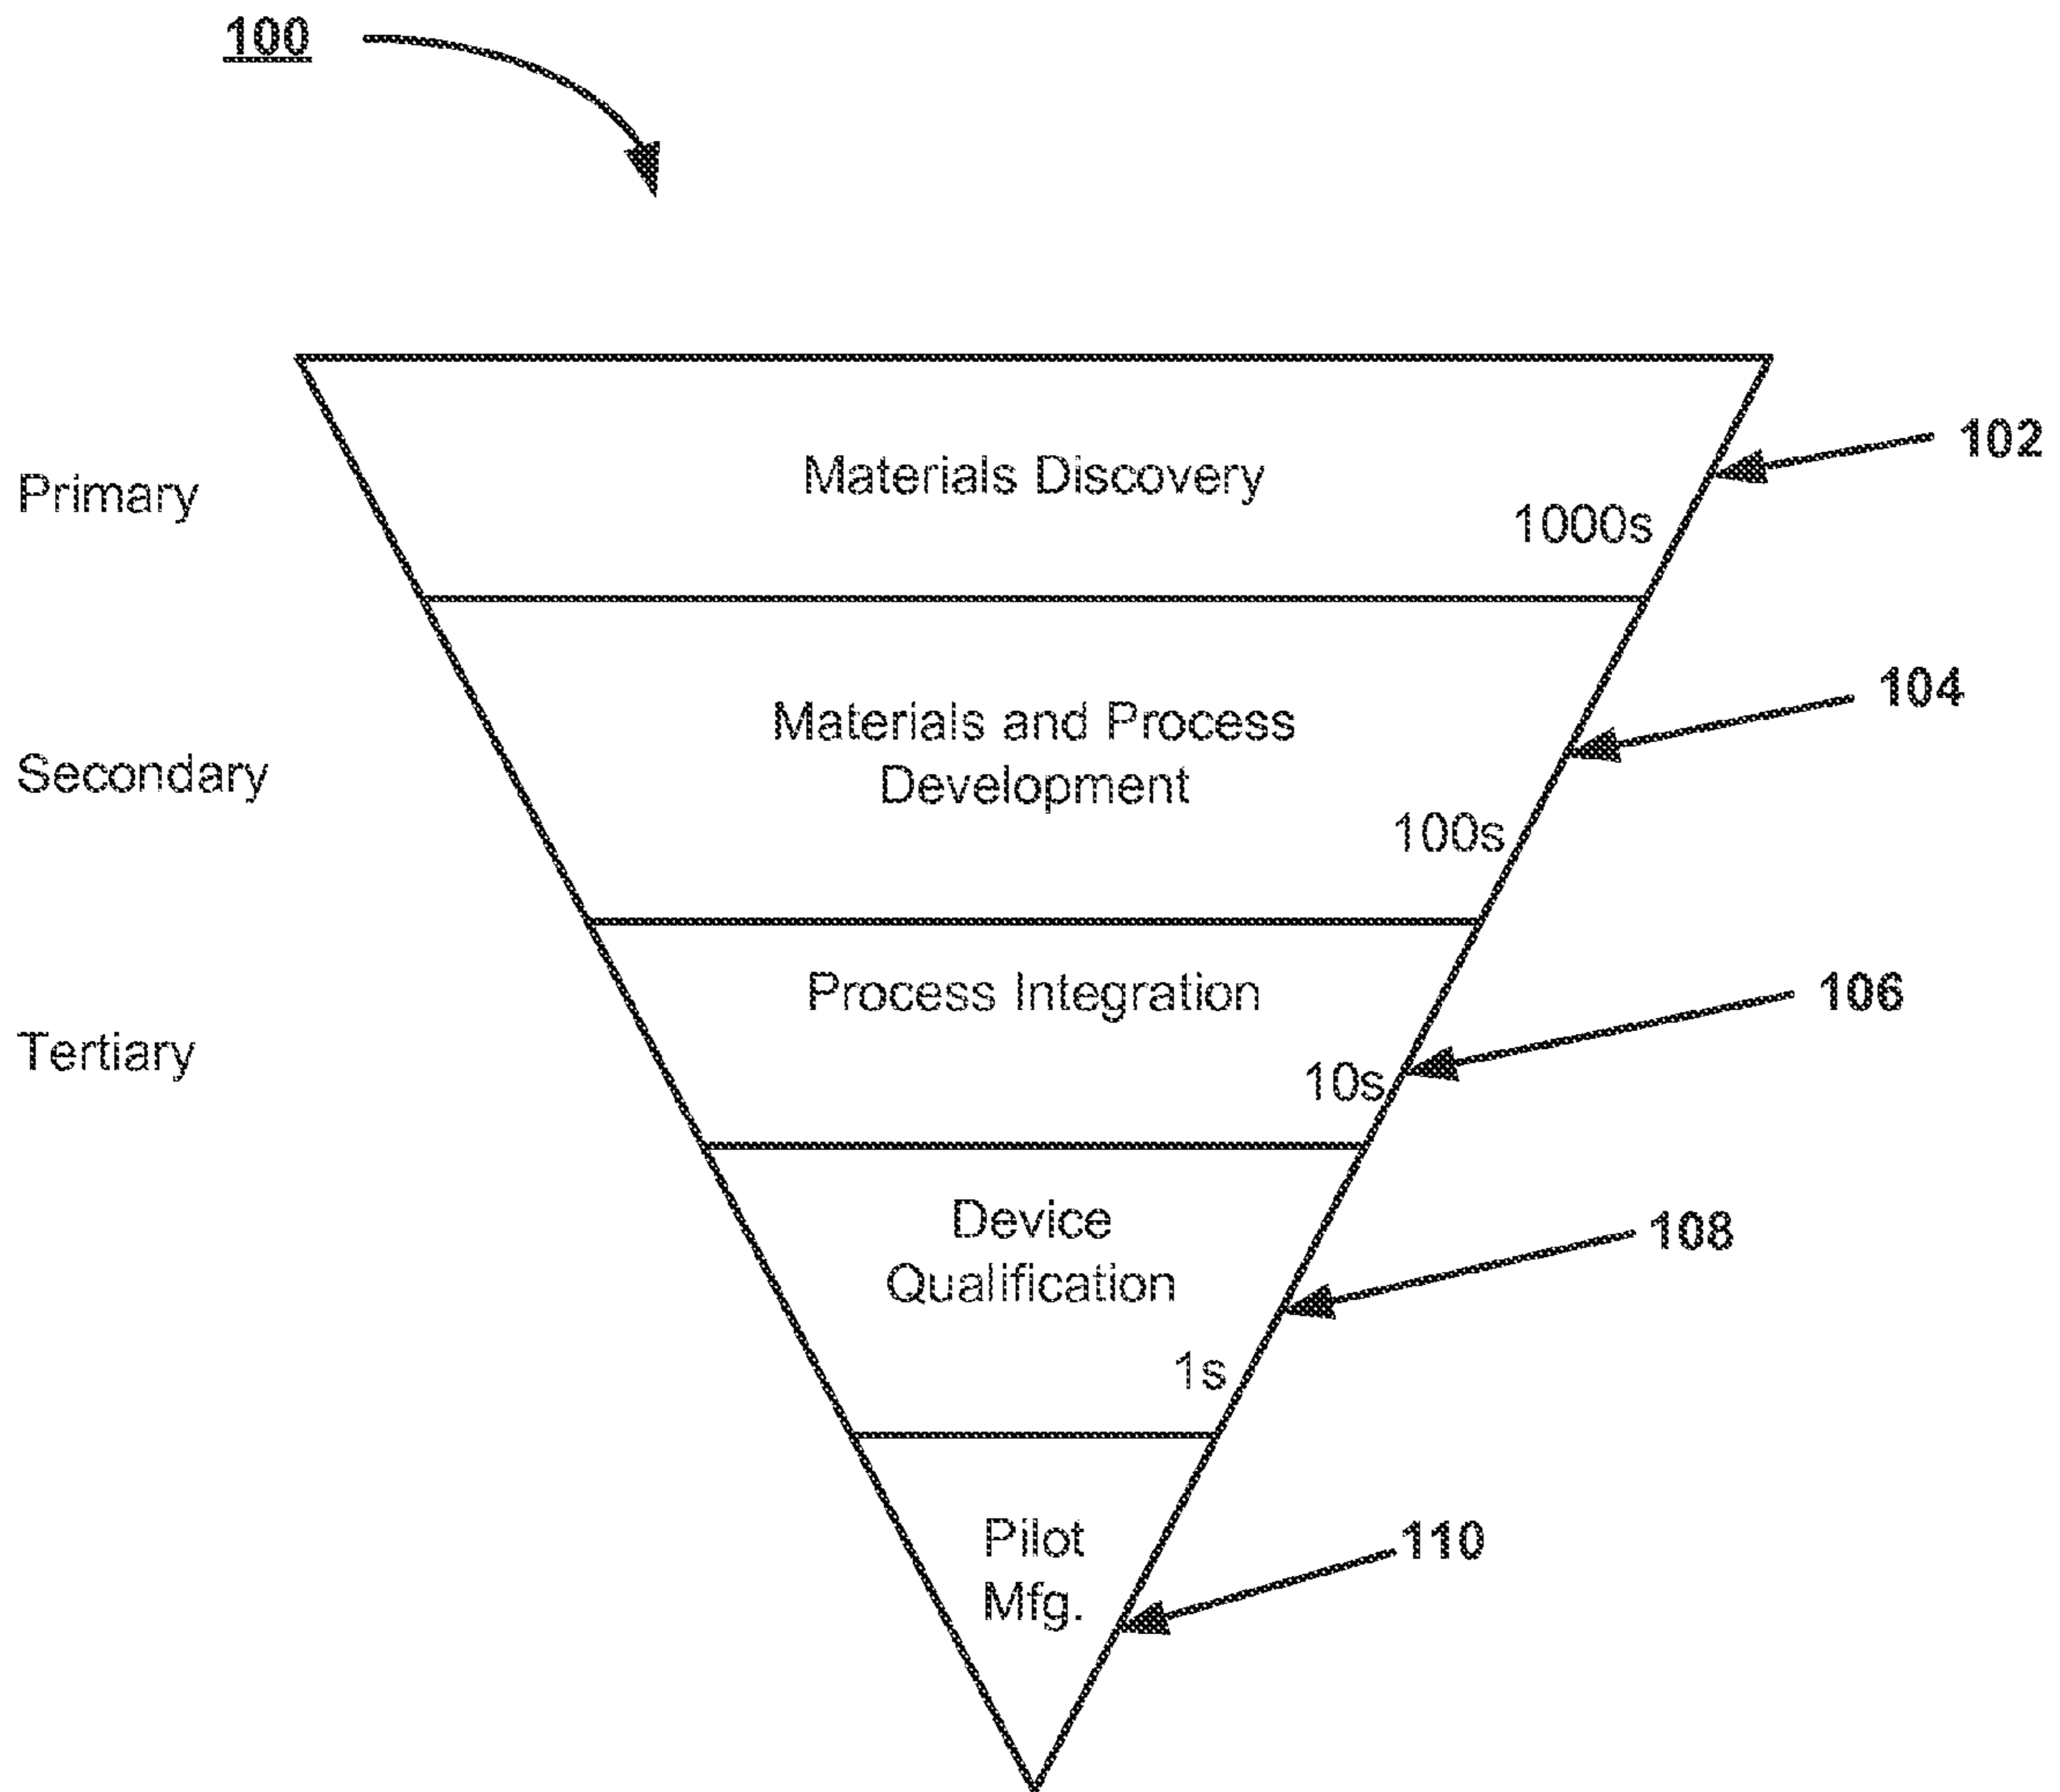 100
102
Materials Discovery
Primary
1000s
104
Materials and Process
Secondary
Development
100s
106
Process Integration
Tertiary
10s
Device
108
Qualification
1s
Pilot
110
Mfg.